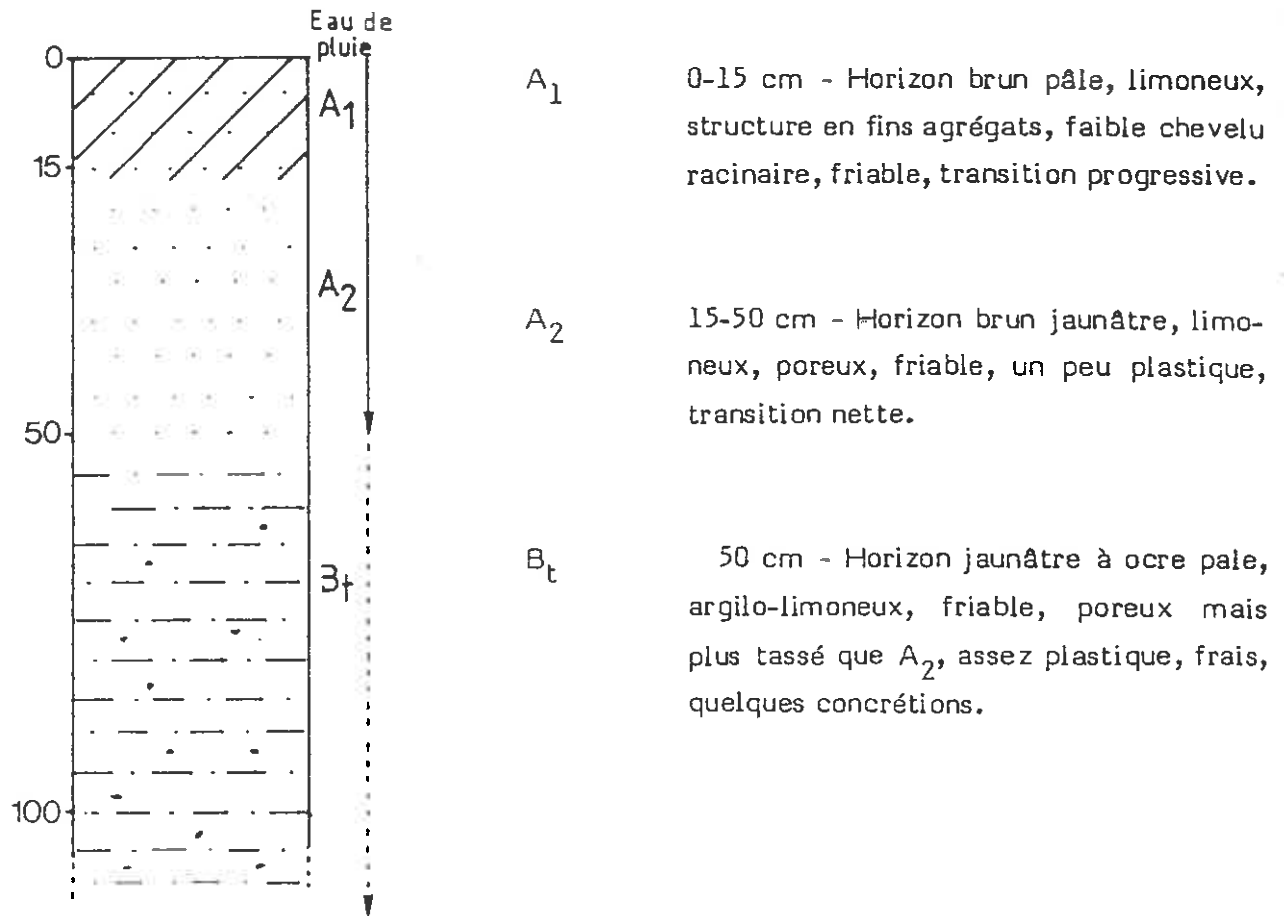 Eau de
pluie
0
A1
15
A2
50
Bt
100
A1
0-15 cm - Horizon brun pâle, limoneux,
structure en fins agrégats, faible chevelu
racinaire, friable, transition progressive.
A2
15-50 cm - Horizon brun jaunâtre, limo-
neux, poreux, friable, un peu plastique,
transition nette.
Bt
50 cm - Horizon jaunâtre à ocre pale,
argilo-limoneux, friable, poreux mais
plus tassé que A2, assez plastique, frais,
quelques concrétions.